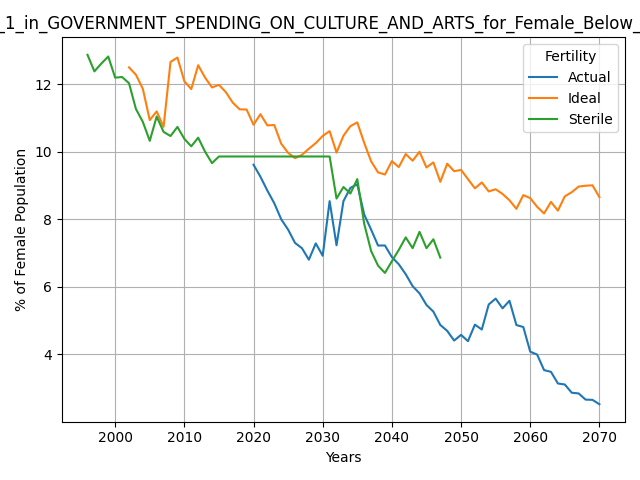 _1_in_GOVERNMENT_SPENDING_ON_CULTURE_AND_ARTS_for_Female_Below_
Fertility
Actual
Ideal
Sterile
% of Female Population
12
10
8
6
4
2000 2010 2020 2030 2040 2050 2060 2070
Years